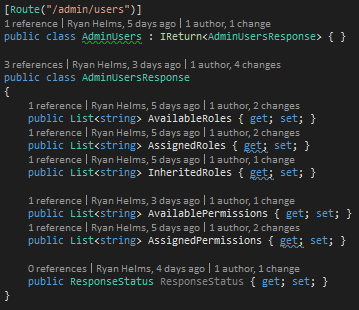 [Route("/admin/users")]
1 reference | Ryan Helms, 5 days ago | 1 author, 1 change
public class AdminUsers : IReturn<AdminUsersResponse> { }
3 references | Ryan Helms, 3 days ago | 1 author, 4 changes
public class AdminUsersResponse
{
1 reference | Ryan Helms, 5 days ago | 1 author, 2 changes
public List<string> AvailableRoles { get; set; }
1 reference | Ryan Helms, 5 days ago | 1 author, 2 changes
public List<string> AssignedRoles { get; set; }
1 reference | Ryan Helms, 5 days ago | 1 author, 1 change
public List<string> InheritedRoles { get; set; }
1 reference | Ryan Helms, 3 days ago | 1 author, 1 change
public List<string> AvailablePermissions { get; set; }
1 reference | Ryan Helms, 5 days ago | 1 author, 2 changes
public List<string> AssignedPermissions { get; set; }
0 references | Ryan Helms, 4 days ago | 1 author, 1 change
public ResponseStatus ResponseStatus { get; set; }
}